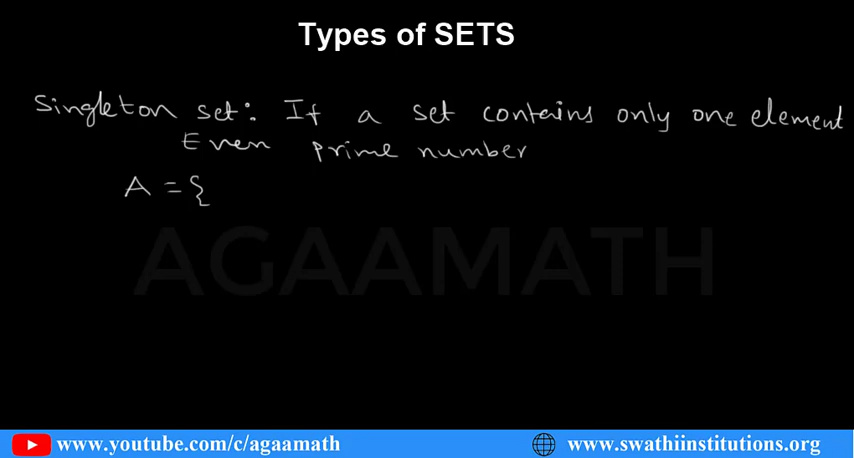 Types of SETS
Singleton set: If a set contains only one element
Even prime number
A = {
AGAAMATH
www.youtube.com/c/agaamath
www.swathiinstitutions.org